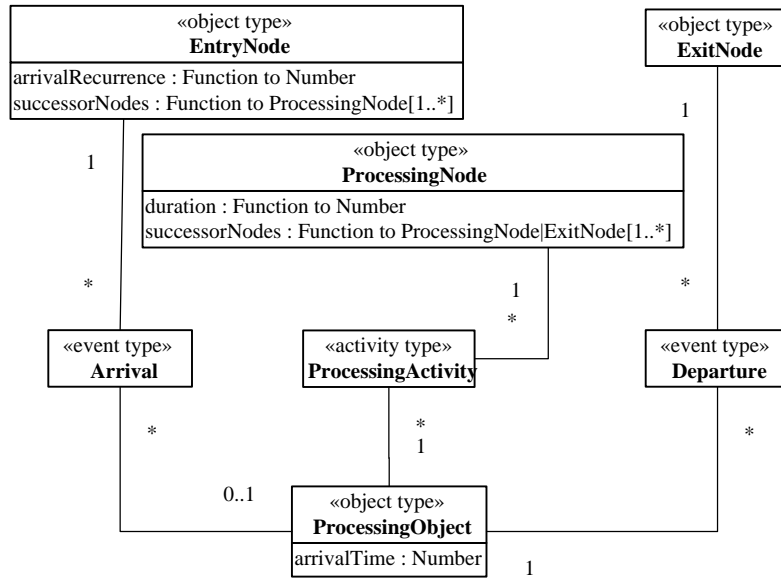 «object type»
EntryNode
arrivalRecurrence : Function to Number
successorNodes : Function to ProcessingNode[1..*]
«object type»
ExitNode
1
1
«object type»
ProcessingNode
duration : Function to Number
successorNodes : Function to ProcessingNode|ExitNode[1..*]
*
1
*
*
«event type»
Arrival
«activity type»
ProcessingActivity
«event type»
Departure
*
*
1
*
0..1
«object type»
ProcessingObject
arrivalTime : Number
1